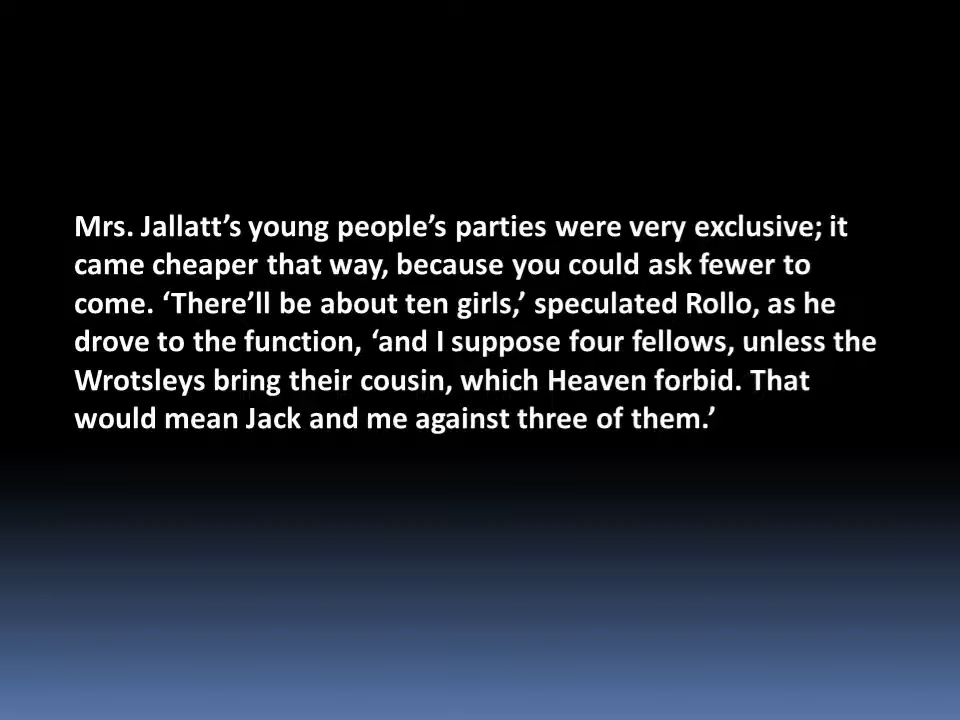 Mrs. Jallatt’s young people’s parties were very exclusive; it
came cheaper that way, because you could ask fewer to
come. ‘There’ll be about ten girls,’ speculated Rollo, as he
drove to the function, ‘and I suppose four fellows, unless the
Wrotsleys bring their cousin, which Heaven forbid. That
would mean Jack and me against three of them.’